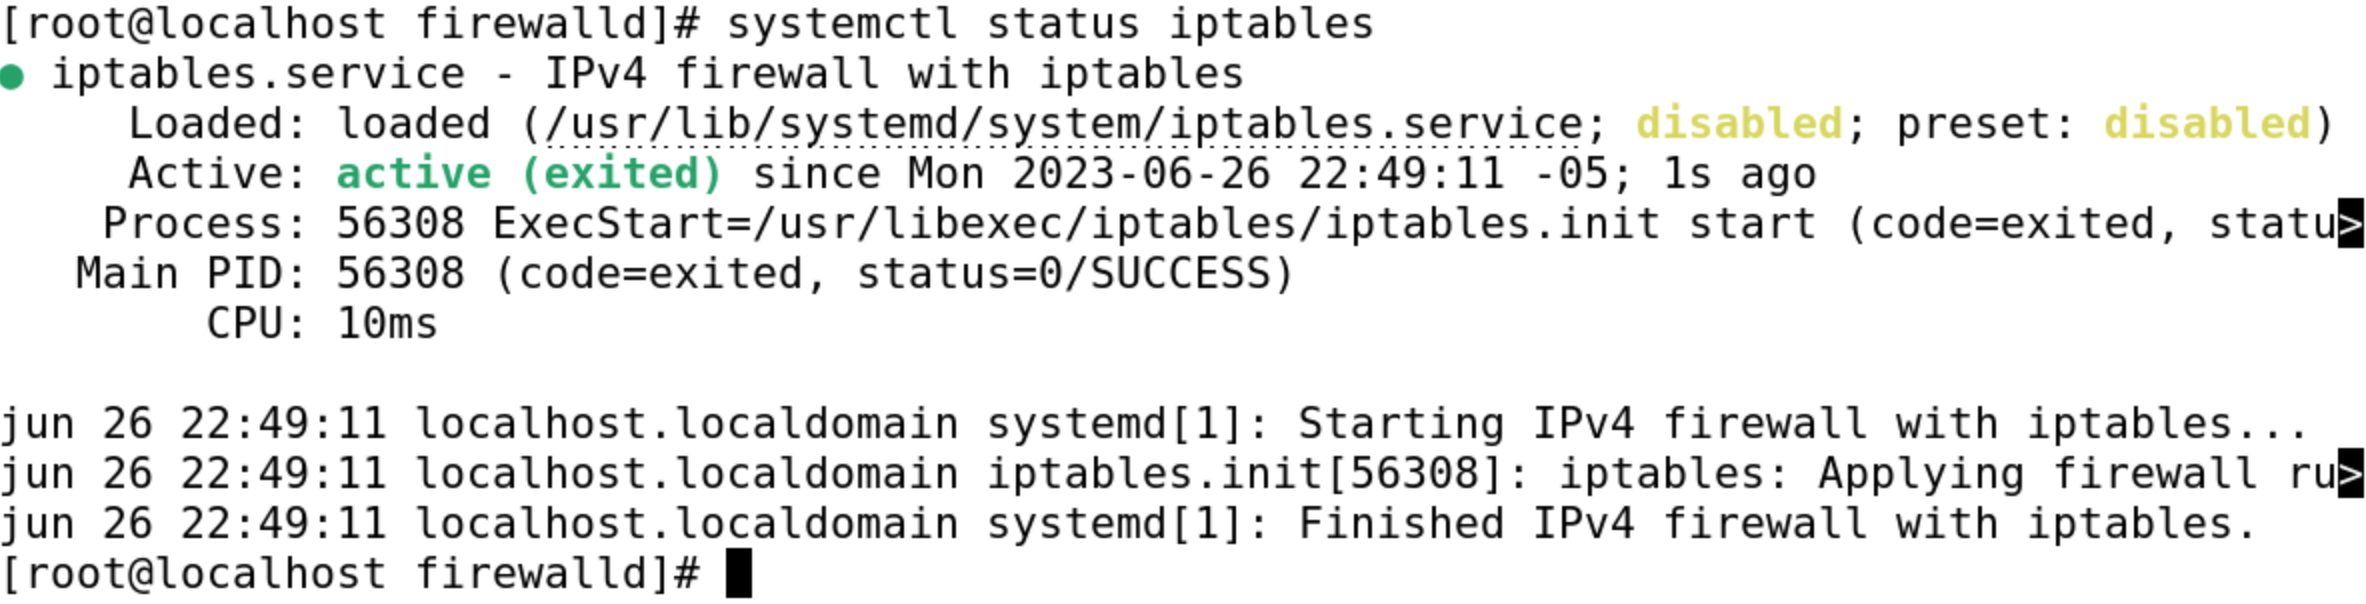 [root@localhost firewalld]# systemctl status iptables
● iptables.service - IPv4 firewall with iptables
     Loaded: loaded (/usr/lib/systemd/system/iptables.service; disabled; preset: disabled)
     Active: active (exited) since Mon 2023-06-26 22:49:11 -05; 1s ago
    Process: 56308 ExecStart=/usr/libexec/iptables/iptables.init start (code=exited, statu>
   Main PID: 56308 (code=exited, status=0/SUCCESS)
        CPU: 10ms

jun 26 22:49:11 localhost.localdomain systemd[1]: Starting IPv4 firewall with iptables...
jun 26 22:49:11 localhost.localdomain iptables.init[56308]: iptables: Applying firewall ru>
jun 26 22:49:11 localhost.localdomain systemd[1]: Finished IPv4 firewall with iptables.
[root@localhost firewalld]#